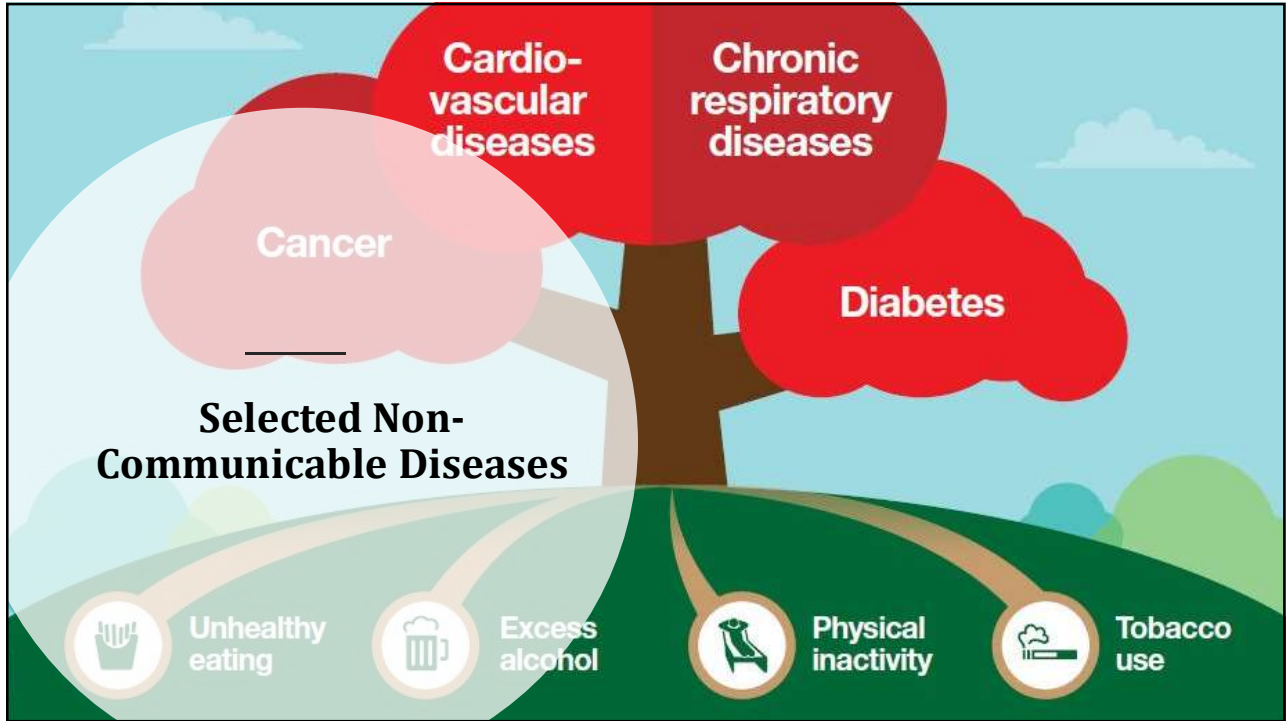 Cardio-
vascular
diseases
Chronic
respiratory
diseases
Cancer
Diabetes
Selected Non-
Communicable Diseases
Unhealthy
eating
Excess
alcohol
Physical
inactivity
Tobacco
use